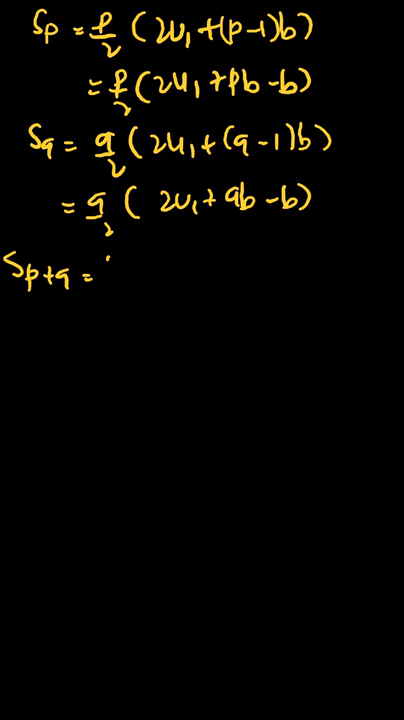 Sp = p/2 (2u₁ + (p-1)b)
= p/2 (2u₁ + pb - b)
Sq = q/2 (2u₁ + (q-1)b)
= q/2 (2u₁ + qb - b)
Sp+q =